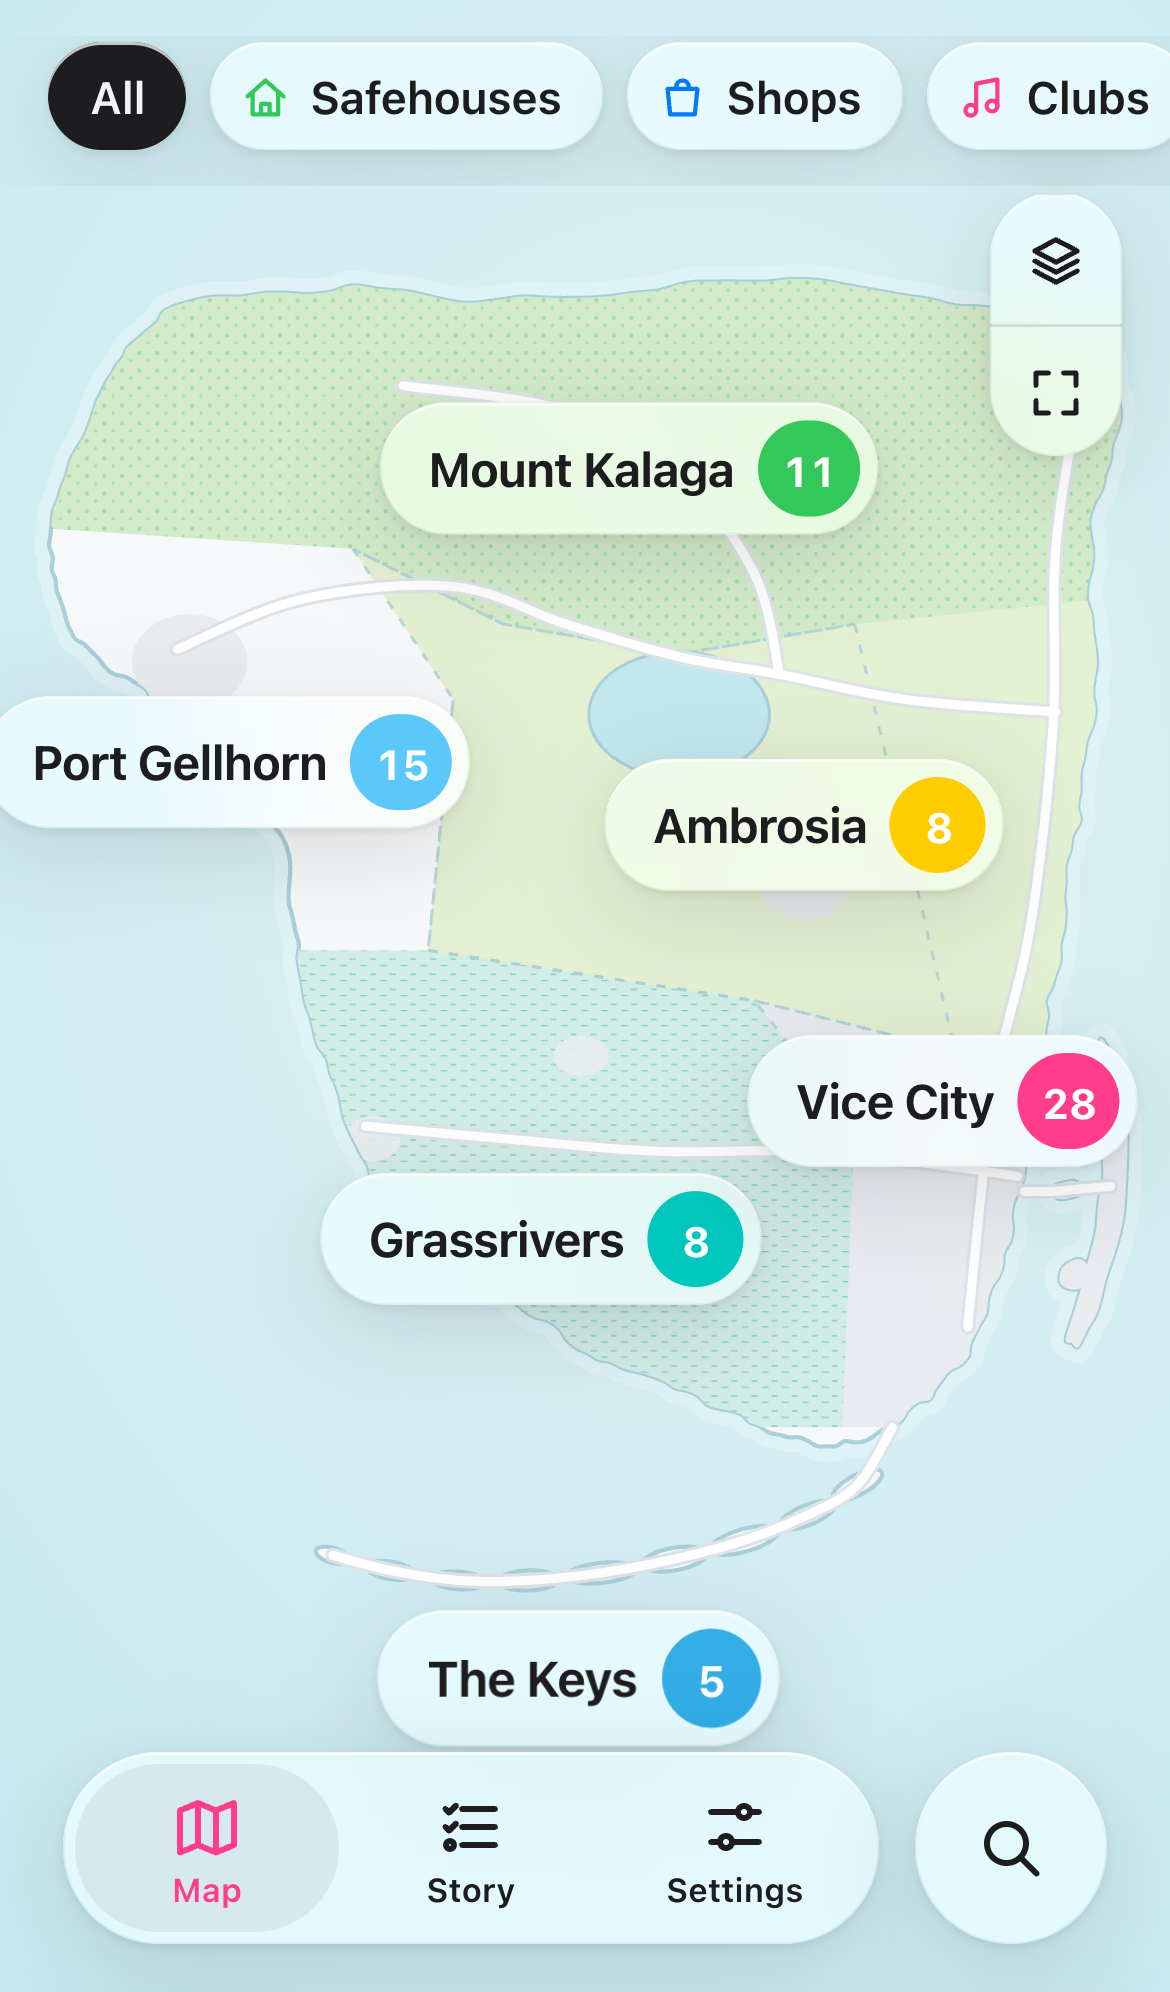 All
Safehouses
Shops
Clubs
Mount Kalaga 11
Port Gellhorn 15
Ambrosia 8
Vice City 28
Grassrivers 8
The Keys 5
Map
Story
Settings